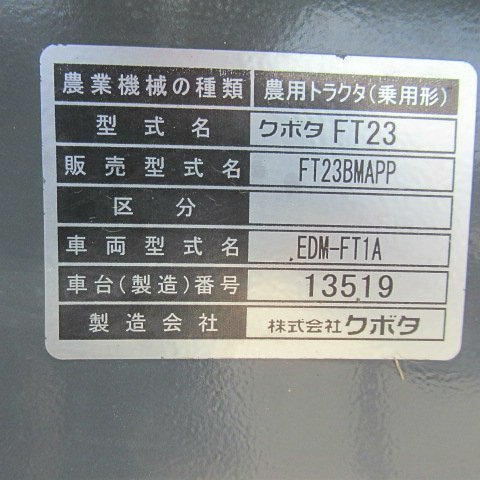 農業機械の種類 農用トラクタ(乗用形)
型式名 クボタ FT23
販売型式名 FT23BMAPP
区分
車両型式名 EDM-FT1A
車台(製造)番号 13519
製造会社 株式会社クボタ